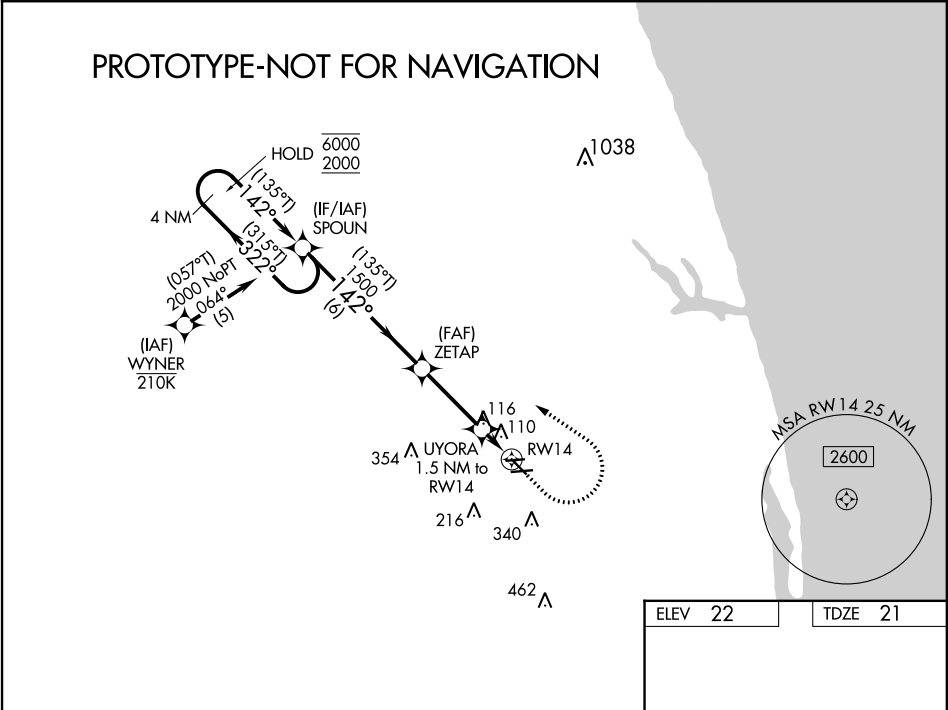 PROTOTYPE-NOT FOR NAVIGATION
1038
HOLD 6000
2000
4 NM
(135°T)
142°
(IF/IAF)
SPOUN
(315°T)
322°
(057°T)
2000 NoPT
064°
(5)
(135°T)
1500
142°
(6)
(IAF)
WYNER
210K
(FAF)
ZETAP
116
110
354
UYORA
1.5 NM to
RW14
RW14
216
340
462
MSA RW14 25 NM
2600
ELEV 22
TDZE 21